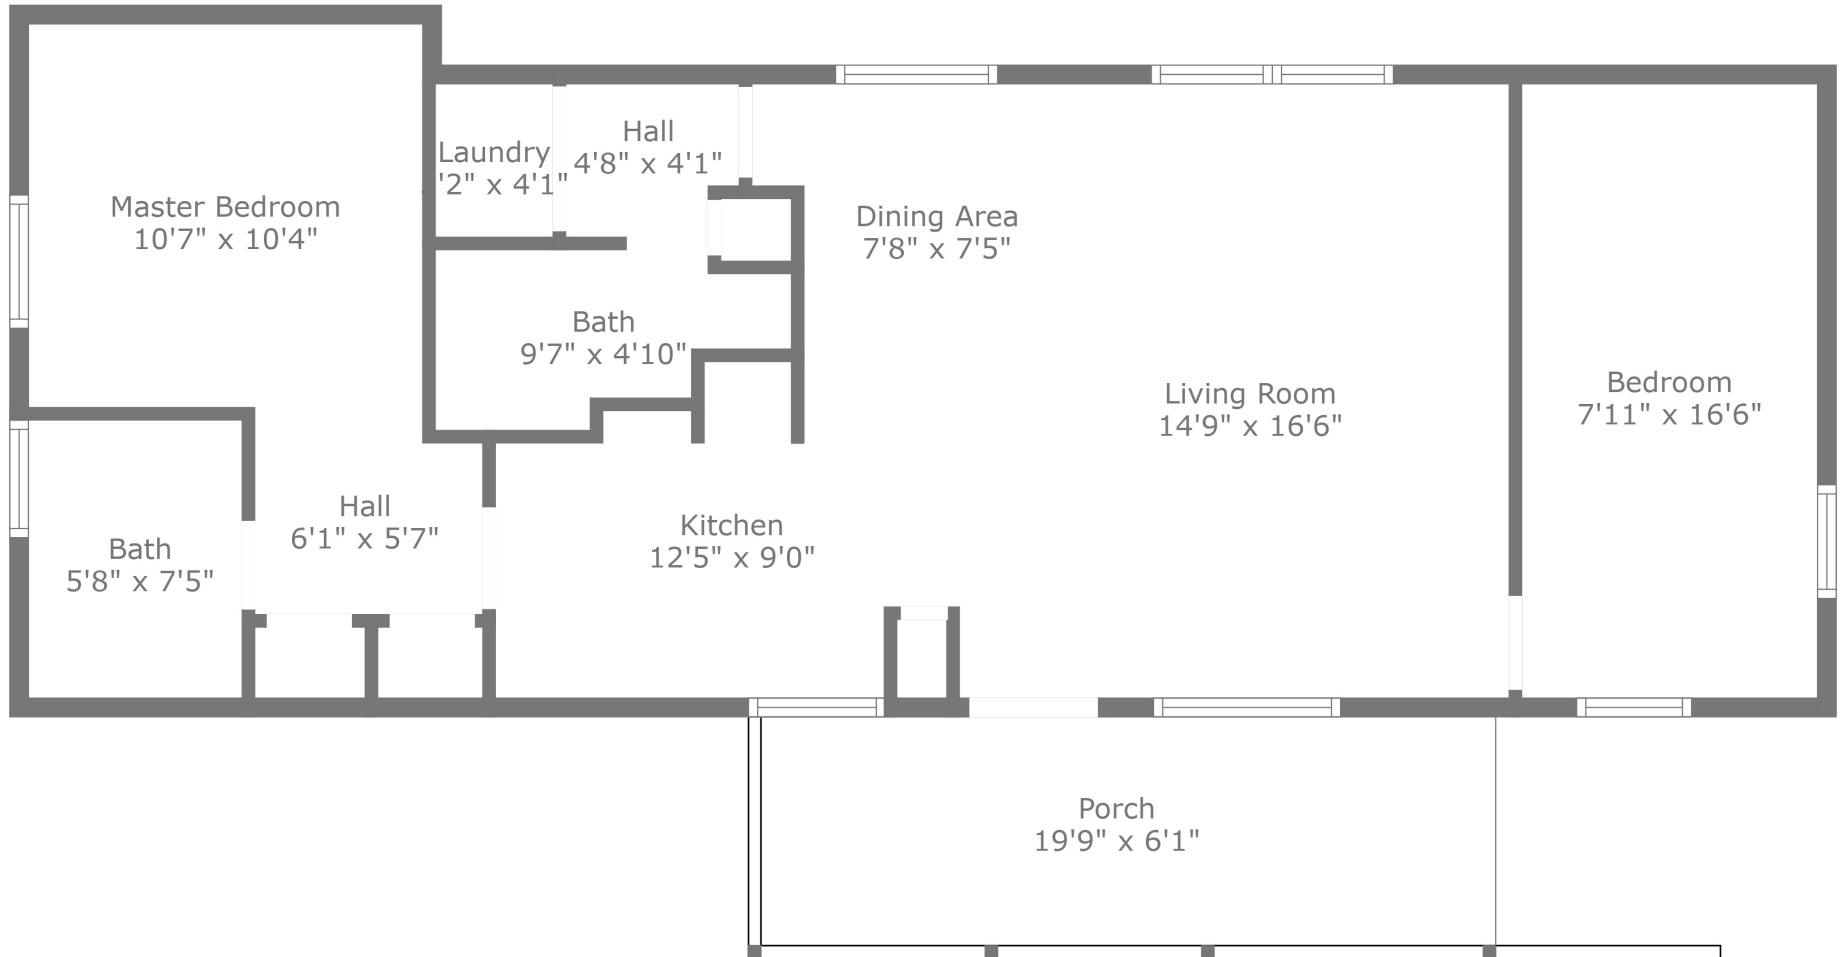 Hall
4'8" x 4'1"
Laundry
'2" x 4'1"
Master Bedroom
10'7" x 10'4"
Dining Area
7'8" x 7'5"
Bath
9'7" x 4'10"
Living Room
14'9" x 16'6"
Bedroom
7'11" x 16'6"
Hall
6'1" x 5'7"
Kitchen
12'5" x 9'0"
Bath
5'8" x 7'5"
Porch
19'9" x 6'1"